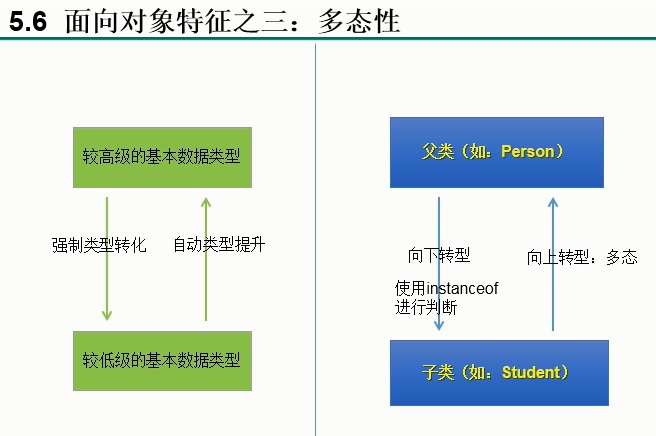 5.6 面向对象特征之三：多态性
较高级的基本数据类型
强制类型转化
自动类型提升
较低级的基本数据类型
父类（如：Person）
向下转型
使用instanceof
进行判断
向上转型：多态
子类（如：Student）